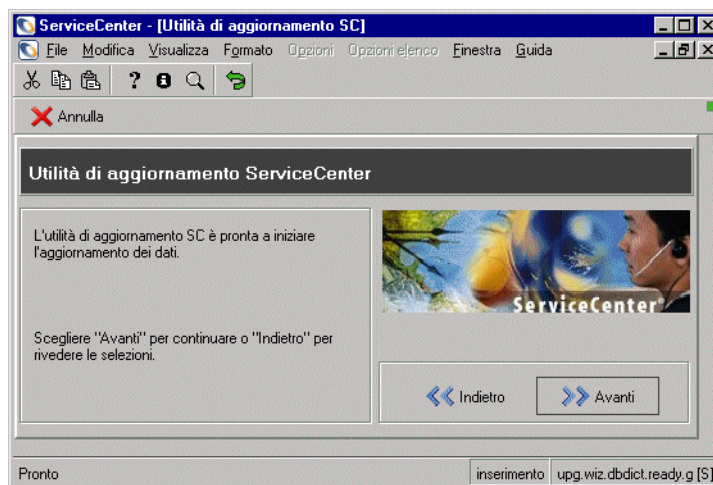 ServiceCenter - [Utilità di aggiornamento SC]
File Modifica Visualizza Formato Opzioni Opzioni elenco Finestra Guida
Annulla
Utilità di aggiornamento ServiceCenter
L'utilità di aggiornamento SC è pronta a iniziare
l'aggiornamento dei dati.
Scegliere "Avanti" per continuare o "Indietro" per
rivedere le selezioni.
ServiceCenter®
Indietro Avanti
Pronto inserimento upg.wiz.dbdict.ready.g [S]